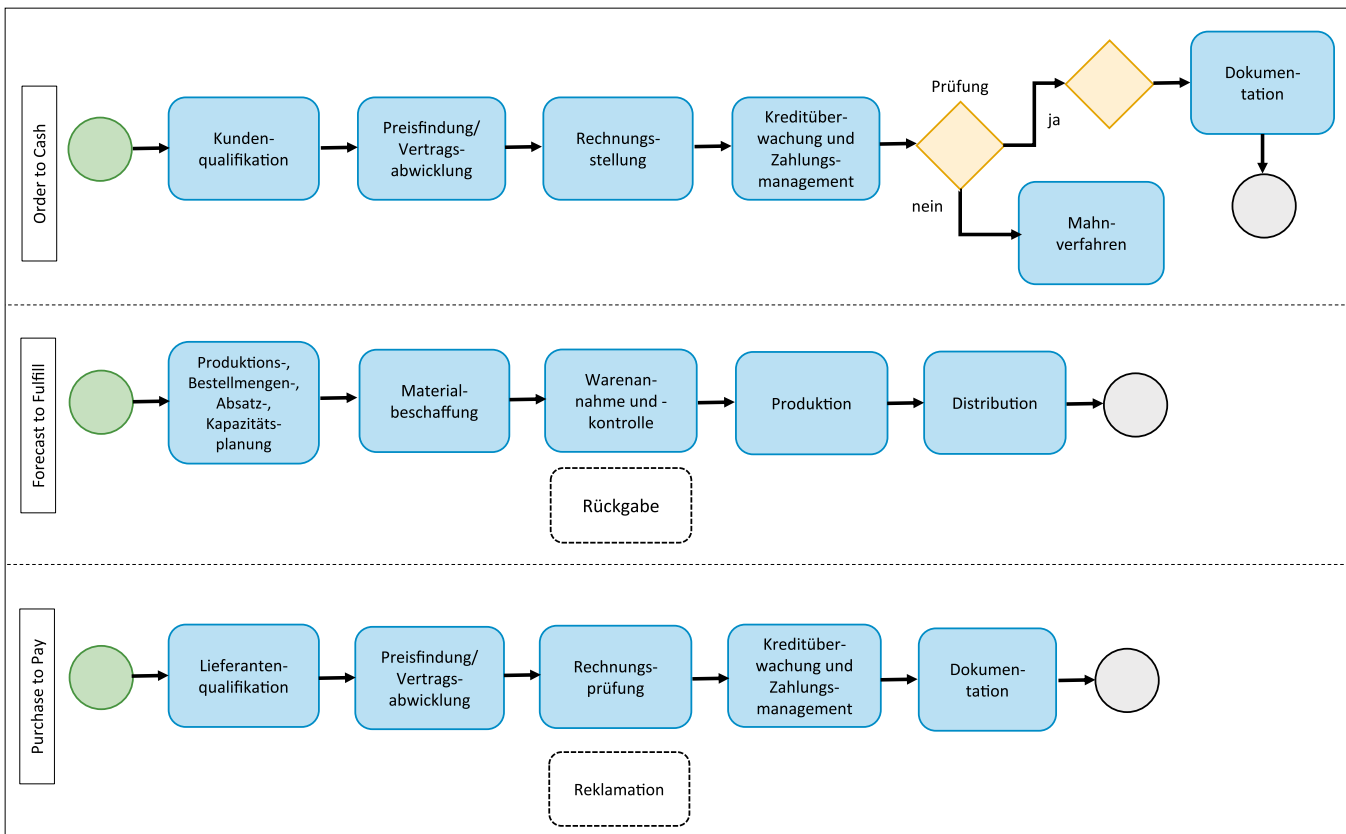 Order to Cash
Kunden-
qualifikation
Preisfindung/
Vertrags-
abwicklung
Rechnungs-
stellung
Kreditüber-
wachung und
Zahlungs-
management
Prüfung
ja
nein
Dokumen-
tation
Mahn-
verfahren
Forecast to Fulfill
Produktions-,
Bestellmengen-,
Absatz-,
Kapazitäts-
planung
Material-
beschaffung
Warenan-
nahme und -
kontrolle
Produktion
Distribution
Rückgabe
Purchase to Pay
Lieferanten-
qualifikation
Preisfindung/
Vertrags-
abwicklung
Rechnungs-
prüfung
Kreditüber-
wachung und
Zahlungs-
management
Dokumen-
tation
Reklamation